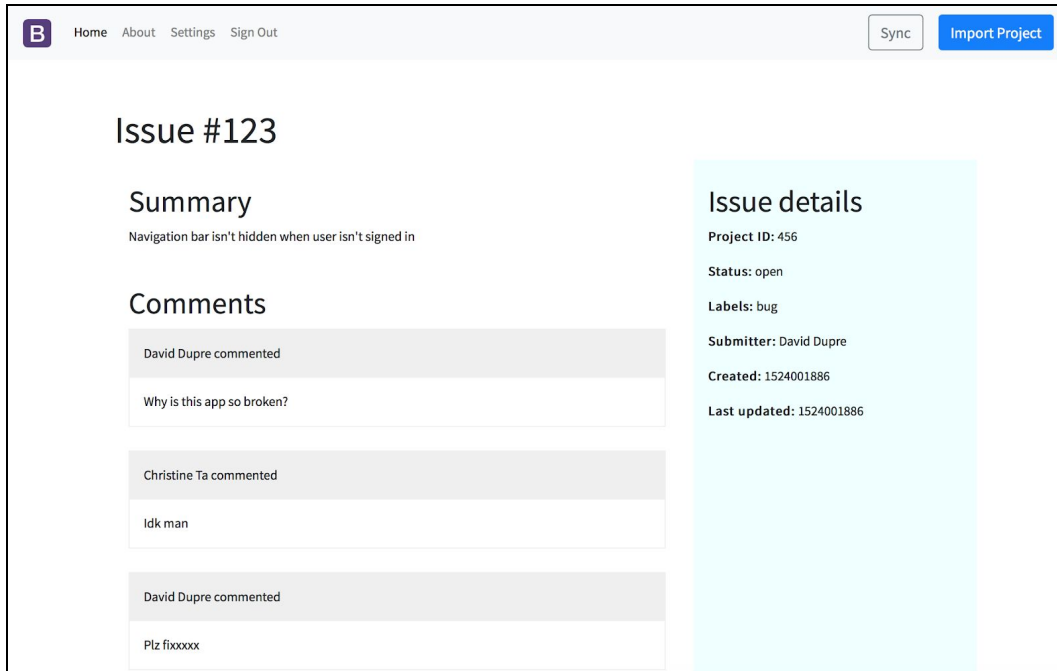 B Home About Settings Sign Out Sync Import Project
Issue #123
Summary
Navigation bar isn't hidden when user isn't signed in
Comments
David Dupre commented
Why is this app so broken?
Christine Ta commented
Idk man
David Dupre commented
Plz fixxxxx
Issue details
Project ID: 456
Status: open
Labels: bug
Submitter: David Dupre
Created: 1524001886
Last updated: 1524001886